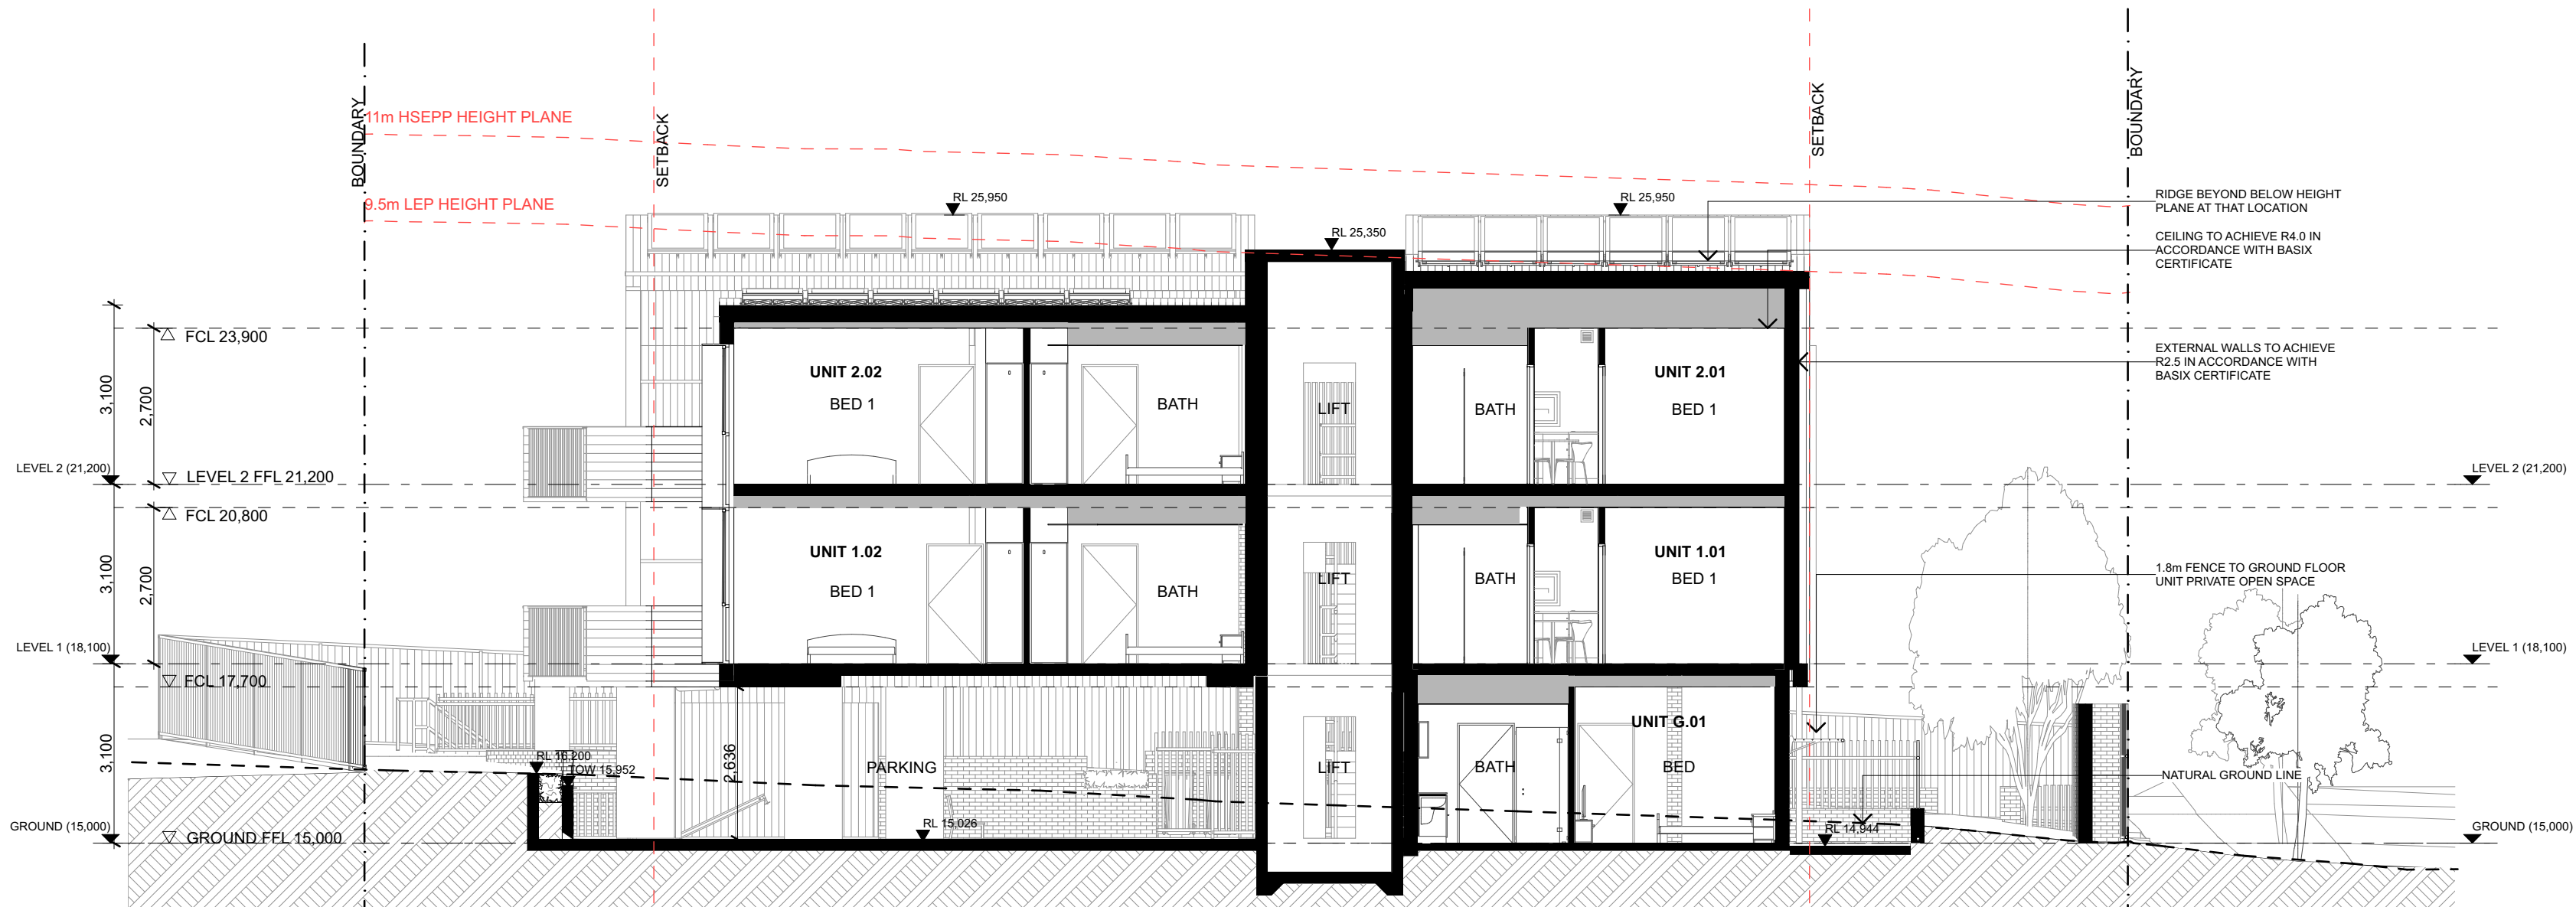 11m HSEPP HEIGHT PLANE
9.5m LEP HEIGHT PLANE
BOUNDARY
SETBACK
SETBACK
BOUNDARY
RL 25,950
RL 25,350
RL 25,950
RIDGE BEYOND BELOW HEIGHT
PLANE AT THAT LOCATION
CEILING TO ACHIEVE R4.0 IN
ACCORDANCE WITH BASIX
CERTIFICATE
EXTERNAL WALLS TO ACHIEVE
R2.5 IN ACCORDANCE WITH
BASIX CERTIFICATE
FCL 23,900
3,100
2,700
UNIT 2.02
BED 1
BATH
LIFT
BATH
UNIT 2.01
BED 1
LEVEL 2 (21,200)
LEVEL 2 FFL 21,200
LEVEL 2 (21,200)
FCL 20,800
3,100
2,700
UNIT 1.02
BED 1
BATH
LIFT
BATH
UNIT 1.01
BED 1
1.8m FENCE TO GROUND FLOOR
UNIT PRIVATE OPEN SPACE
LEVEL 1 (18,100)
LEVEL 1 (18,100)
FCL 17,700
3,100
RL 16,200
TOW 15,952
2,636
PARKING
LIFT
BATH
UNIT G.01
BED
NATURAL GROUND LINE
GROUND (15,000)
GROUND FFL 15,000
RL 15,026
RL 14,944
GROUND (15,000)